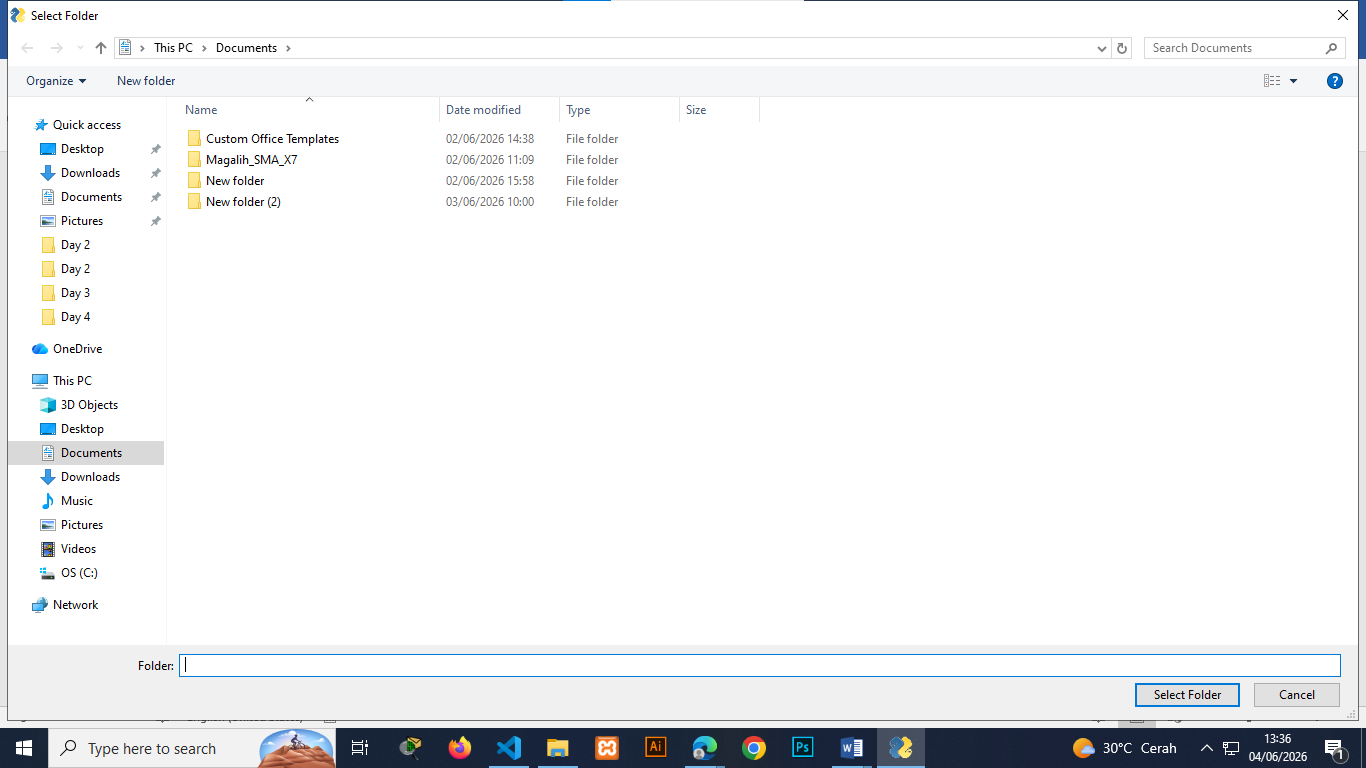 Select Folder
This PC
Documents
Search Documents
Organize
New folder
Name
Date modified
Type
Size
Custom Office Templates 02/06/2026 14:38 File folder
Magalih_SMA_X7 02/06/2026 11:09 File folder
New folder 02/06/2026 15:58 File folder
New folder (2) 03/06/2026 10:00 File folder
Quick access
Desktop
Downloads
Documents
Pictures
Day 2
Day 2
Day 3
Day 4
OneDrive
This PC
3D Objects
Desktop
Documents
Downloads
Music
Pictures
Videos
OS (C:)
Network
Folder:
Select Folder
Cancel
Type here to search
Ai
Ps
W
30°C Cerah
13:36
04/06/2026
1